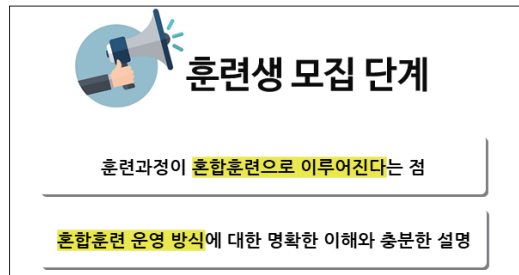 훈련생 모집 단계
훈련과정이 혼합훈련으로 이루어진다는 점
혼합훈련 운영 방식에 대한 명확한 이해와 충분한 설명